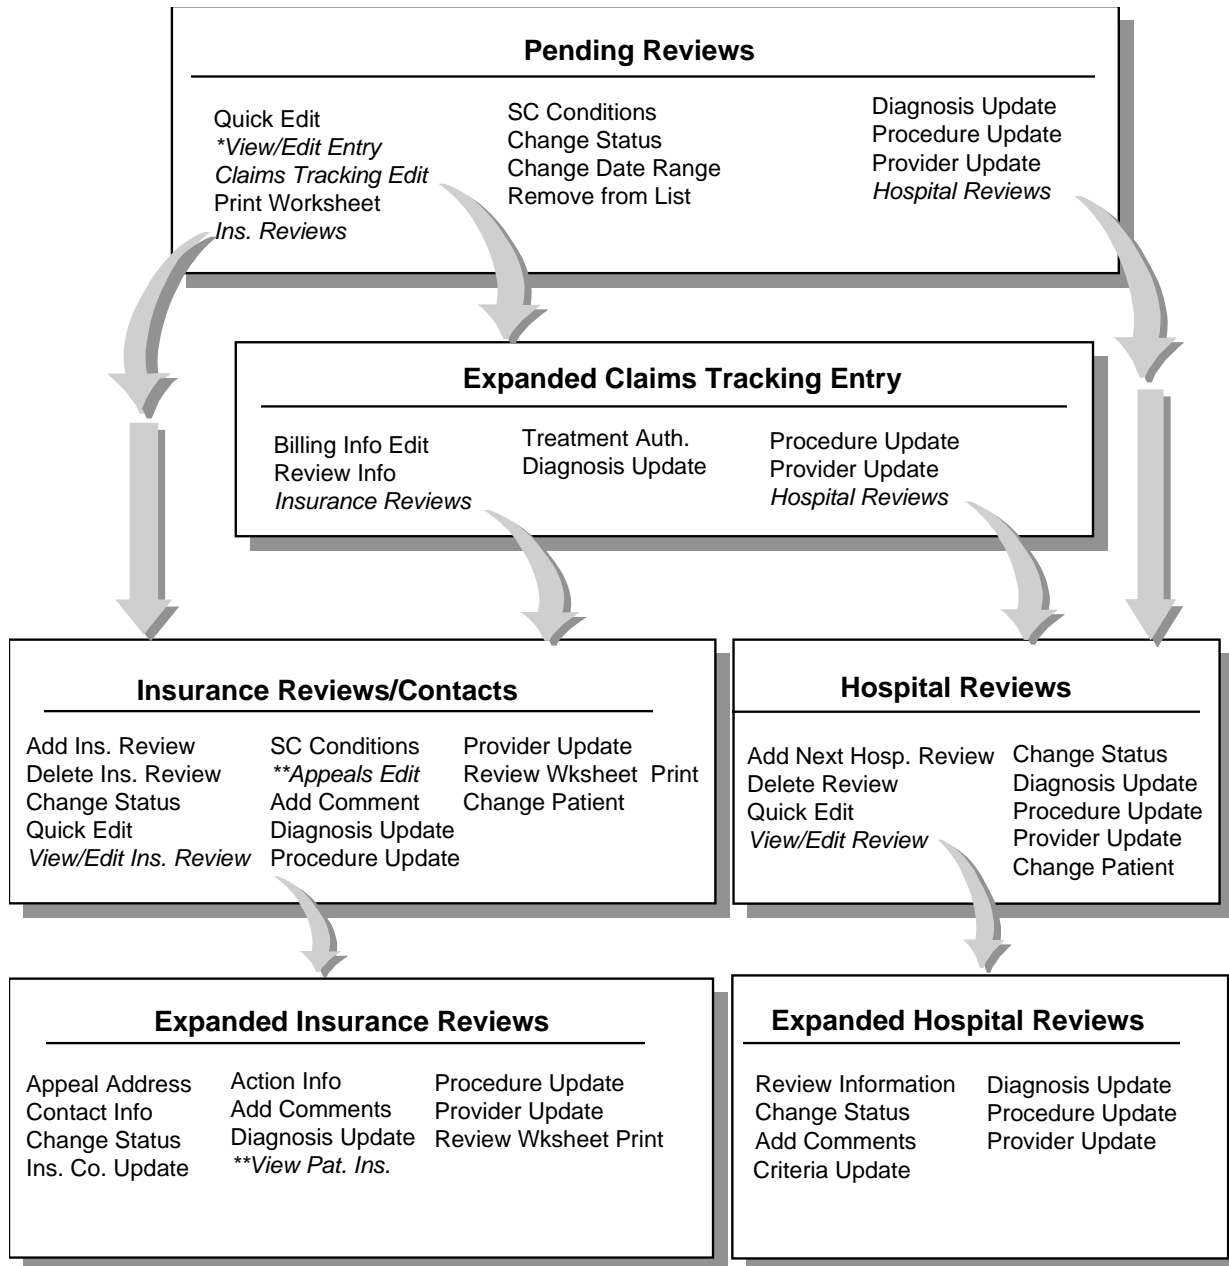 Pending Reviews
Quick Edit
*View/Edit Entry
Claims Tracking Edit
Print Worksheet
Ins. Reviews
SC Conditions
Change Status
Change Date Range
Remove from List
Diagnosis Update
Procedure Update
Provider Update
Hospital Reviews
Expanded Claims Tracking Entry
Billing Info Edit
Review Info
Insurance Reviews
Treatment Auth.
Diagnosis Update
Procedure Update
Provider Update
Hospital Reviews
Insurance Reviews/Contacts
Add Ins. Review
Delete Ins. Review
Change Status
Quick Edit
View/Edit Ins. Review
SC Conditions
**Appeals Edit
Add Comment
Diagnosis Update
Procedure Update
Provider Update
Review Wksheet Print
Change Patient
Hospital Reviews
Add Next Hosp. Review
Delete Review
Quick Edit
View/Edit Review
Change Status
Diagnosis Update
Procedure Update
Provider Update
Change Patient
Expanded Insurance Reviews
Appeal Address
Contact Info
Change Status
Ins. Co. Update
Action Info
Add Comments
Diagnosis Update
**View Pat. Ins.
Procedure Update
Provider Update
Review Wksheet Print
Expanded Hospital Reviews
Review Information
Change Status
Add Comments
Criteria Update
Diagnosis Update
Procedure Update
Provider Update